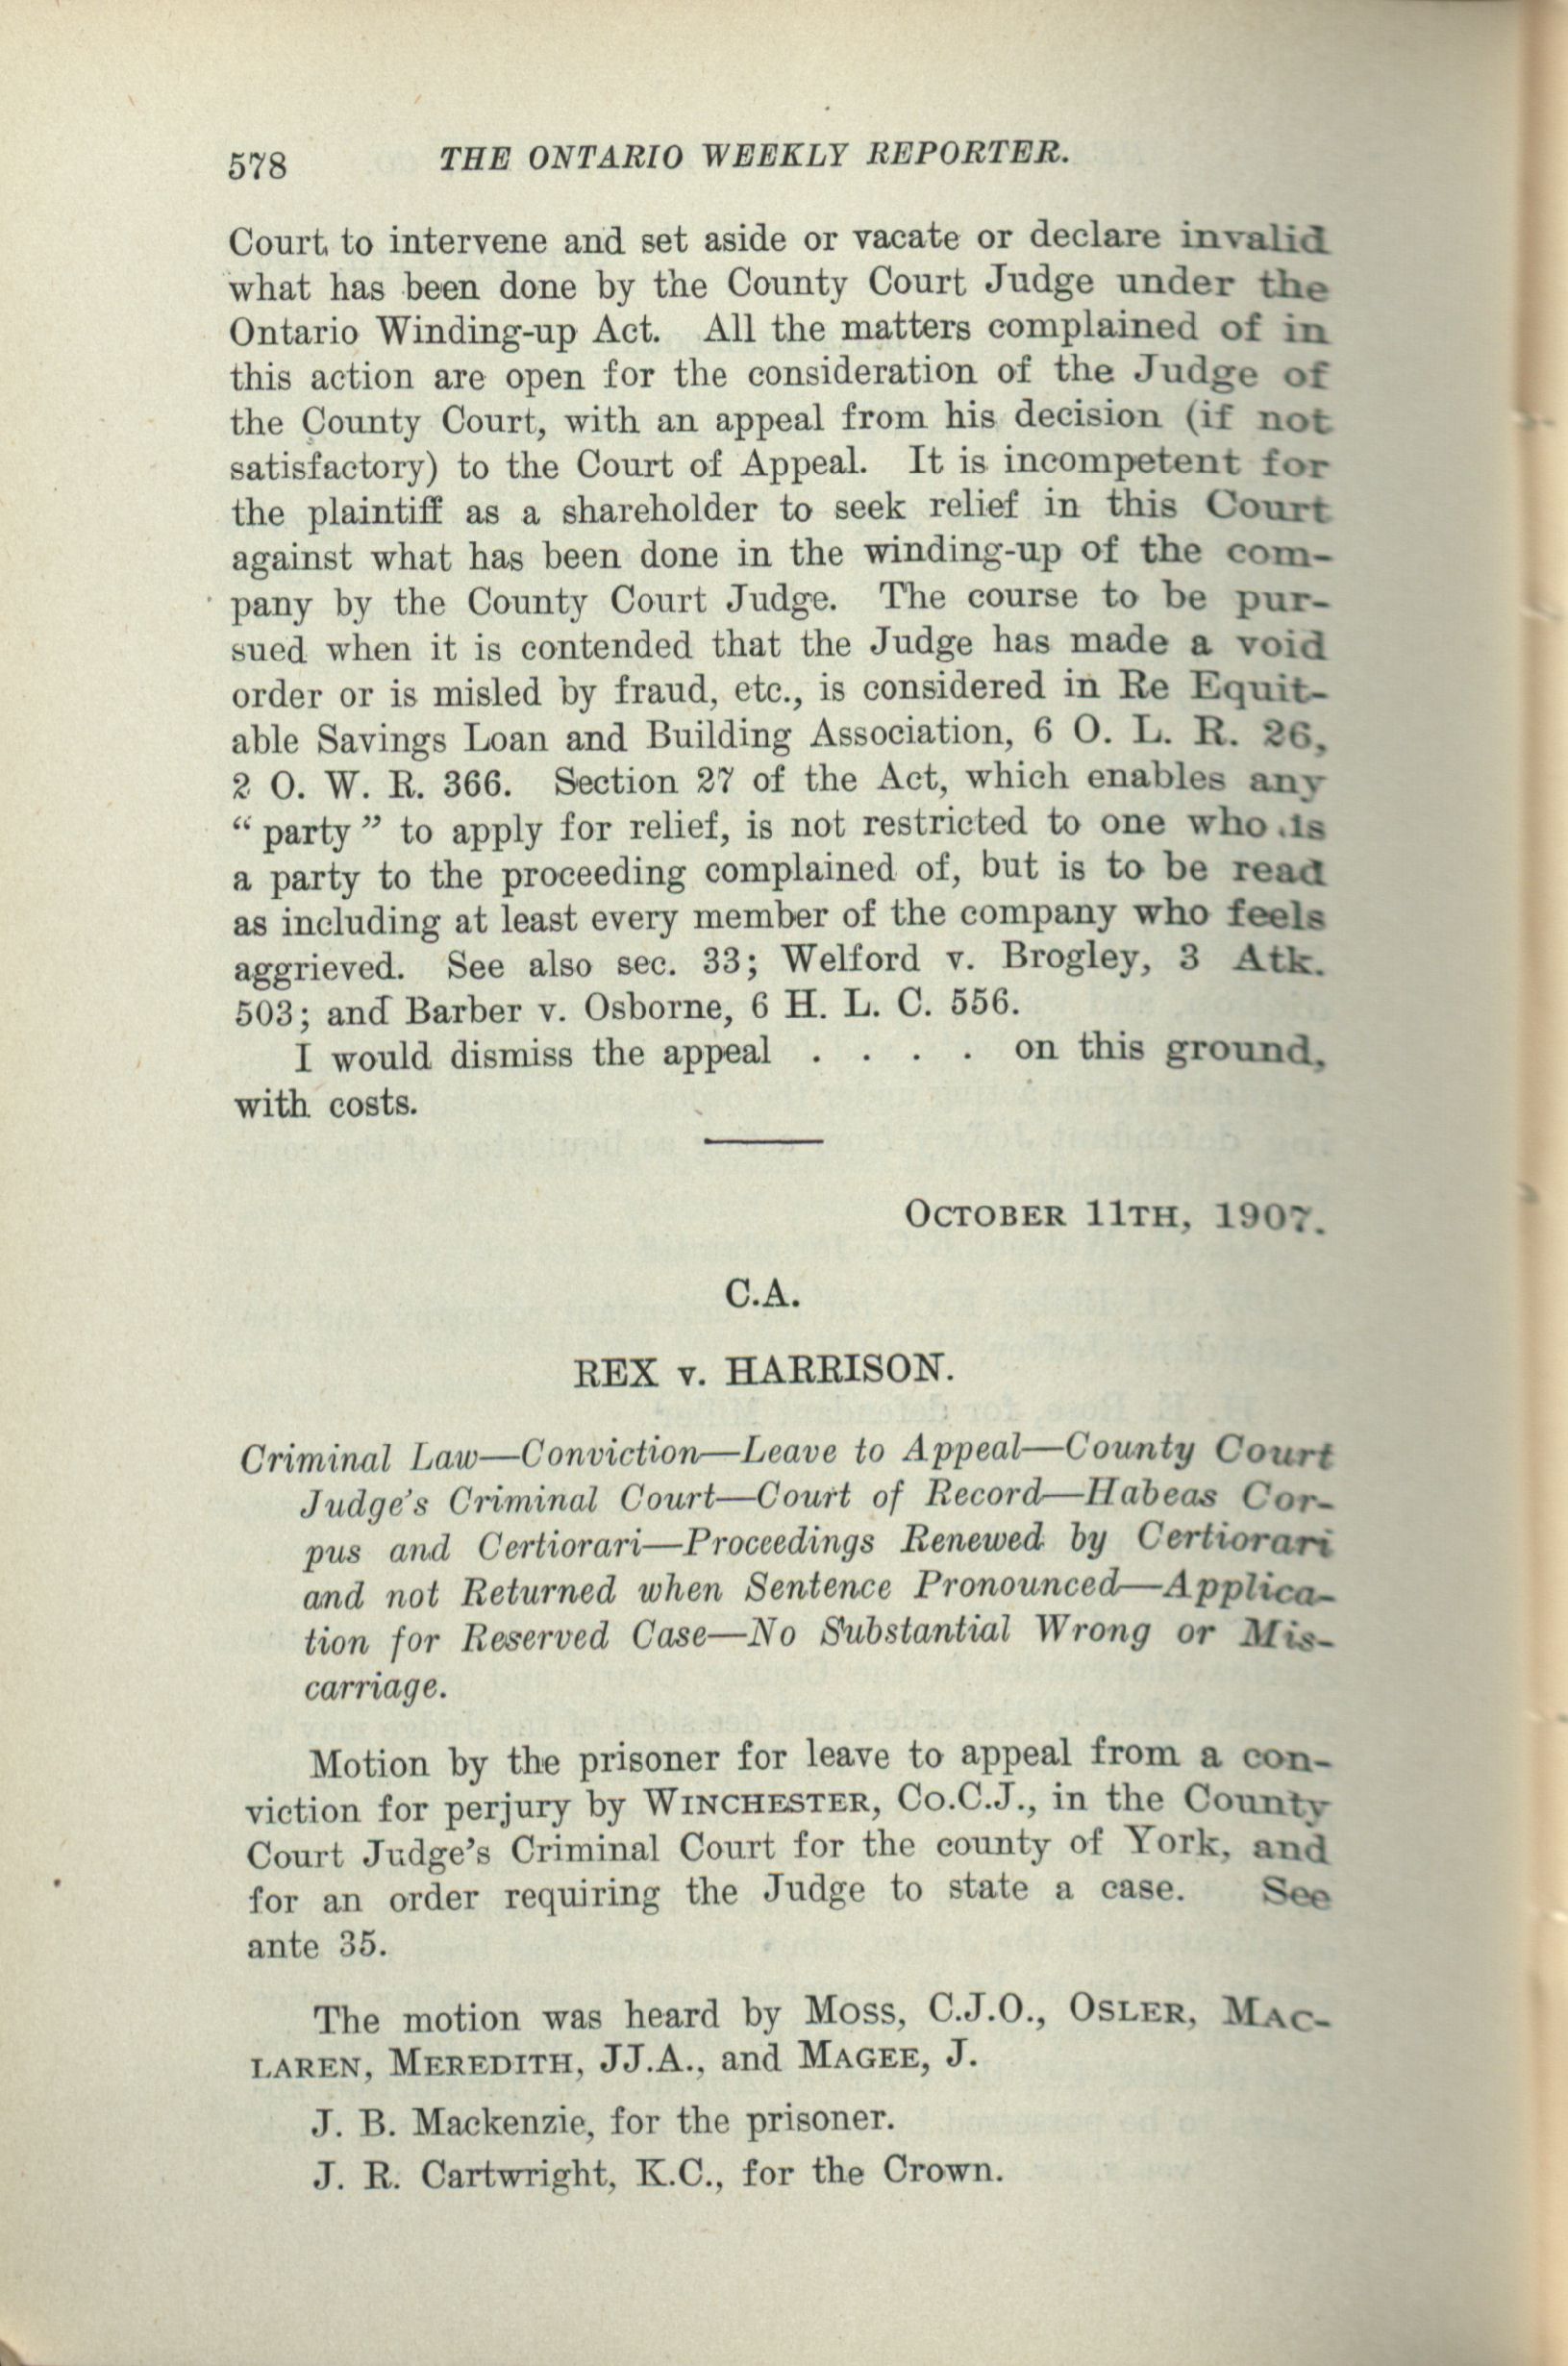 578 THE ONTARIO WEEKLY REPORTER.
Court to intervene and set aside or vacate or declare invalid
what has been done by the County Court Judge under the
Ontario Winding-up Act. All the matters complained of in
this action are open for the consideration of the Judge of
the County Court, with an appeal from his decision (if not
satisfactory) to the Court of Appeal. It is incompetent for
the plaintiff as a shareholder to seek relief in this Court
against what has been done in the winding-up of the com-
pany by the County Court Judge. The course to be pur-
sued when it is contended that the Judge has made a void
order or is misled by fraud, etc., is considered in Re Equit-
able Savings Loan and Building Association, 6 O. L. R. 26,
2 O. W. R. 366. Section 27 of the Act, which enables any
“ party ” to apply for relief, is not restricted to one who is
a party to the proceeding complained of, but is to be read
as including at least every member of the company who feels
aggrieved. See also sec. 33; Welford v. Brogley, 3 Atk.
503; and Barber v. Osborne, 6 H. L. C. 556.
I would dismiss the appeal . . . . on this ground,
with costs.
OCTOBER 11TH, 1907.
C.A.
REX v. HARRISON.
Criminal Law—Conviction—Leave to Appeal—County Court
Judge's Criminal Court—Court of Record—Habeas Cor-
pus and Certiorari—Proceedings Renewed by Certiorari
and not Returned when Sentence Pronounced—Applica-
tion for Reserved Case—No Substantial Wrong or Mis-
carriage.
Motion by the prisoner for leave to appeal from a con-
viction for perjury by WINCHESTER, CO.C.J., in the County
Court Judge's Criminal Court for the county of York, and
for an order requiring the Judge to state a case. See
ante 35.
The motion was heard by MOSS, C.J.O., OSLER, MAC-
LAREN, MEREDITH, JJ.A., and MAGEE, J.
J. B. Mackenzie, for the prisoner.
J. R. Cartwright, K.C., for the Crown.